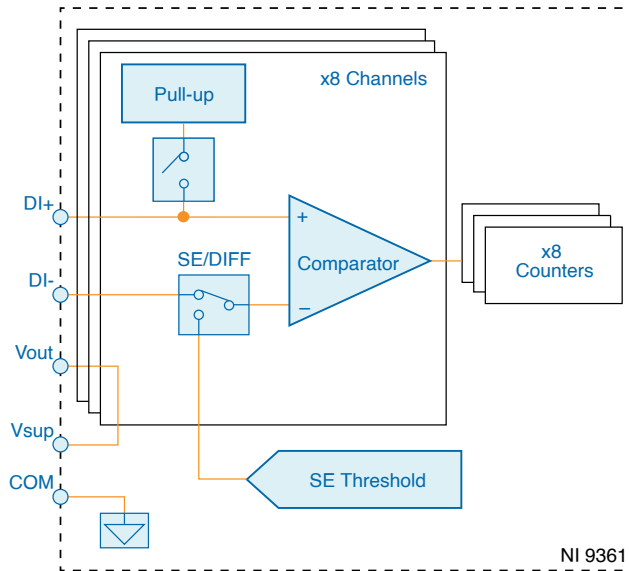 x8 Channels
Pull-up
DI+
+
SE/DIFF
Comparator
x8
Counters
DI-
–
Vout
Vsup
COM
SE Threshold
NI 9361